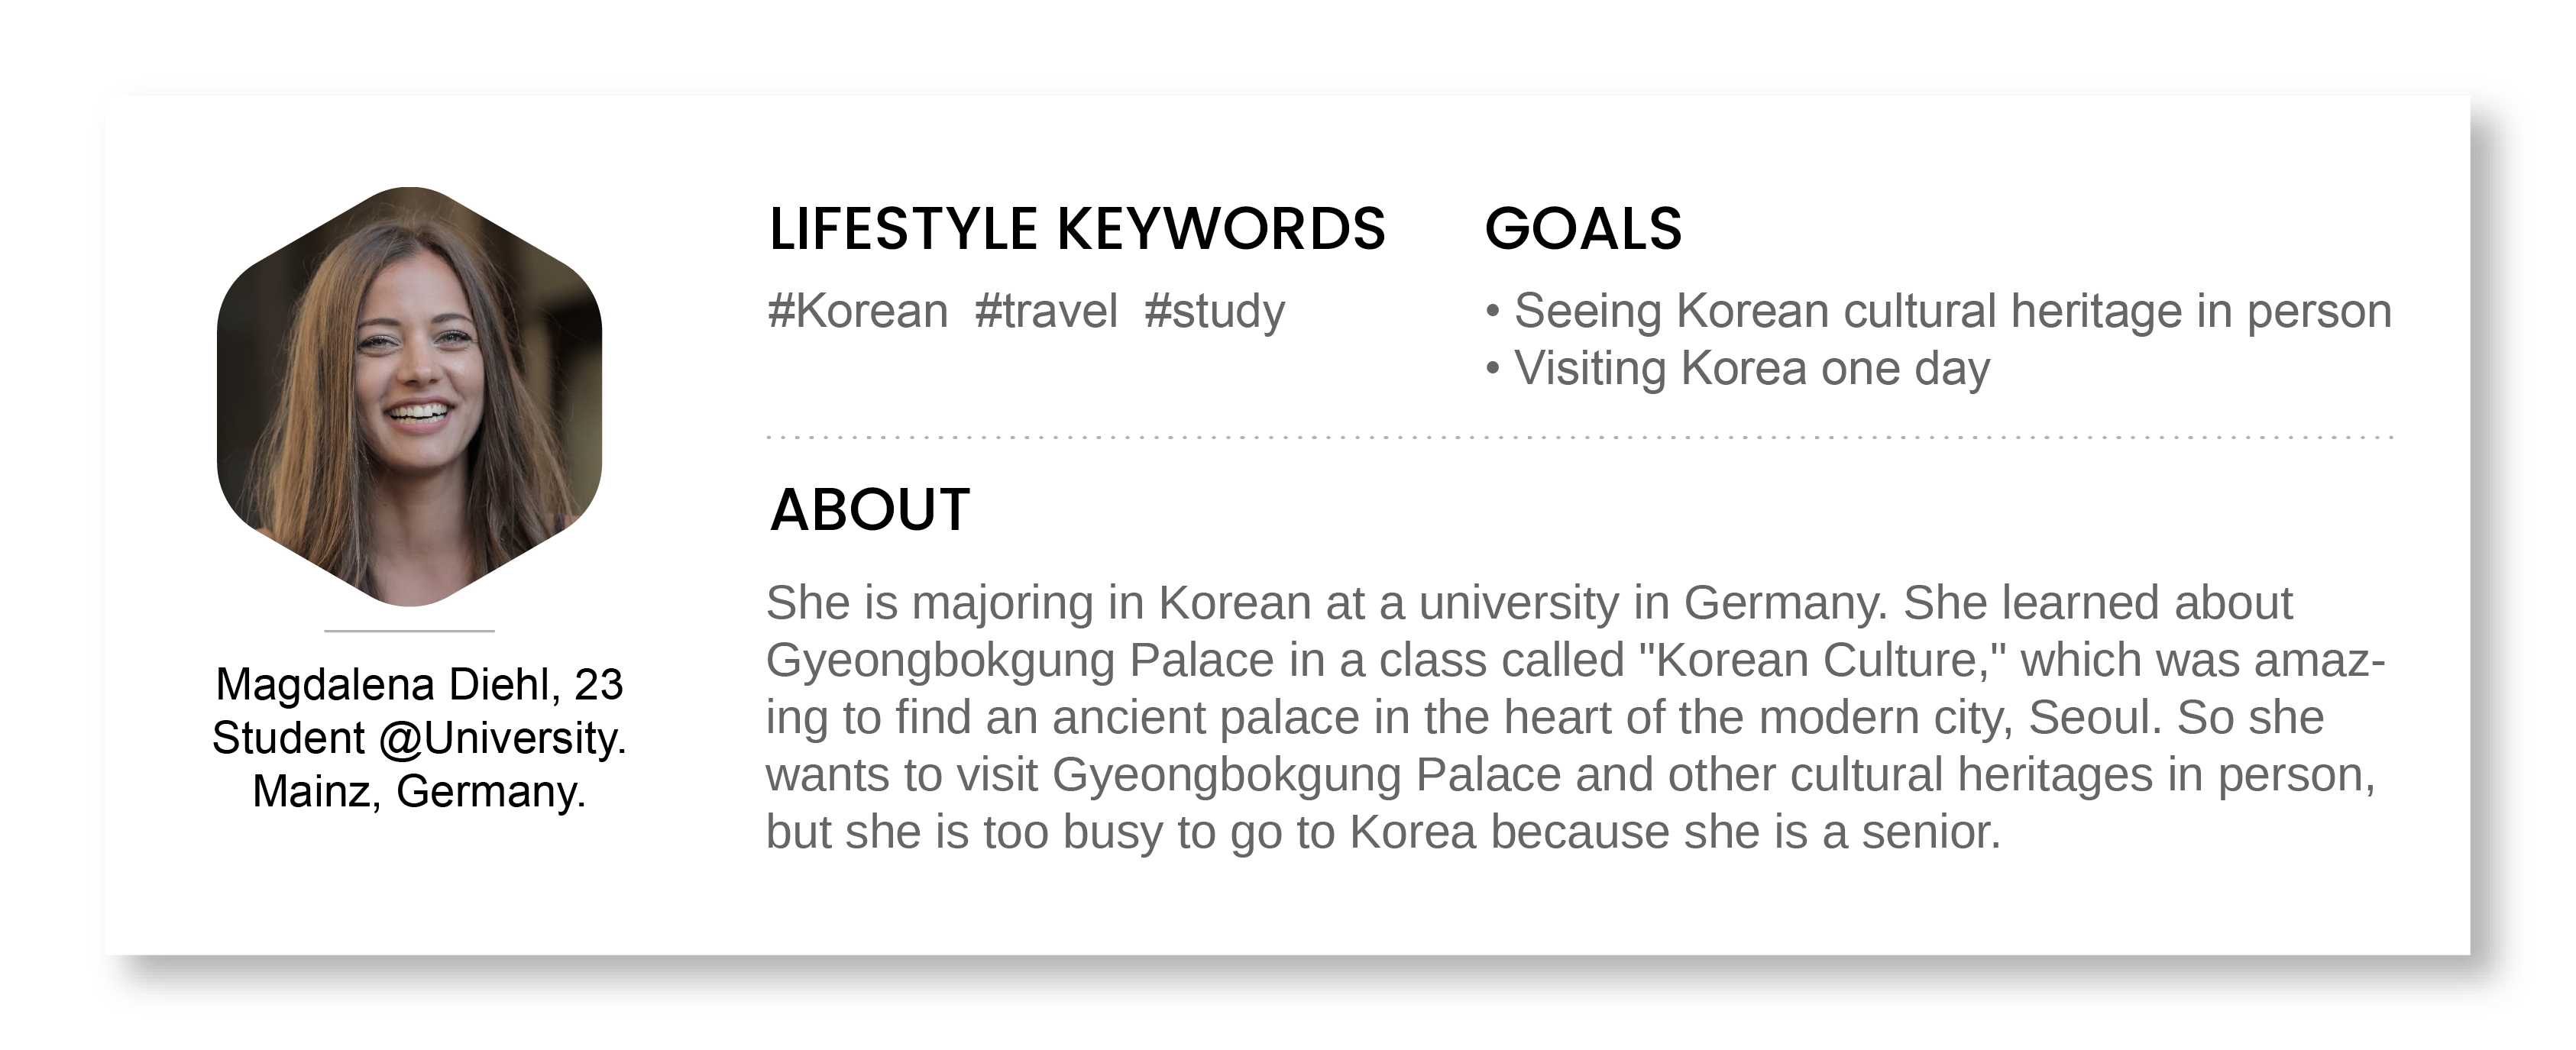 LIFESTYLE KEYWORDS
#Korean #travel #study
GOALS
• Seeing Korean cultural heritage in person
• Visiting Korea one day
ABOUT
She is majoring in Korean at a university in Germany. She learned about
Gyeongbokgung Palace in a class called "Korean Culture," which was amaz-
ing to find an ancient palace in the heart of the modern city, Seoul. So she
wants to visit Gyeongbokgung Palace and other cultural heritages in person,
but she is too busy to go to Korea because she is a senior.
Magdalena Diehl, 23
Student @University.
Mainz, Germany.